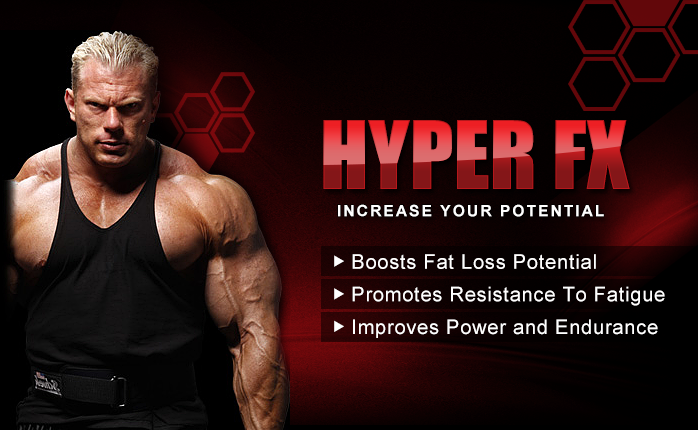 HYPER FX
INCREASE YOUR POTENTIAL
Boosts Fat Loss Potential
Promotes Resistance To Fatigue
Improves Power and Endurance